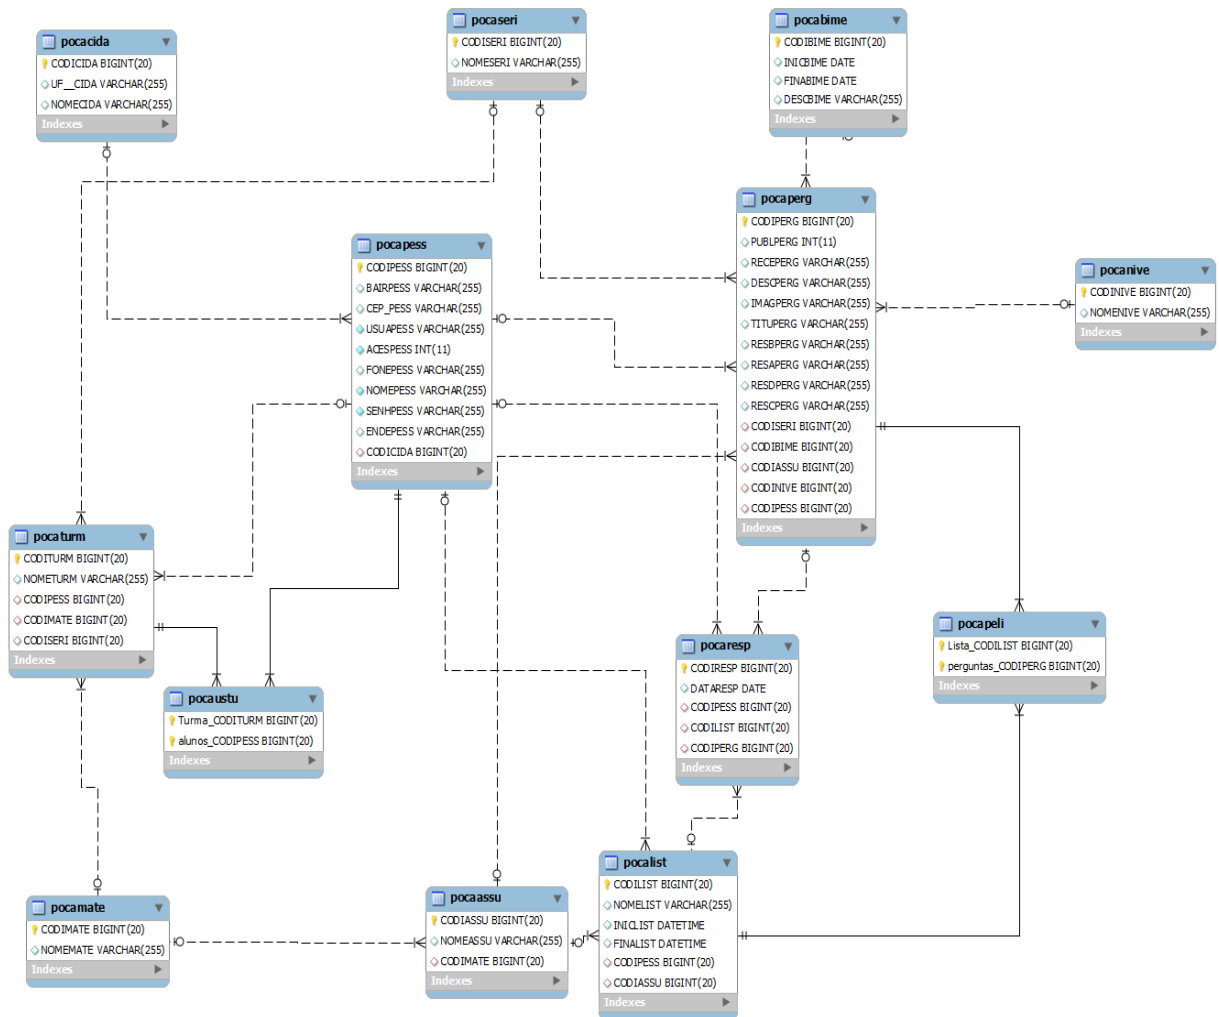 pocacida
CODICIDA BIGINT(20)
UF__CIDA VARCHAR(255)
NOMECIDA VARCHAR(255)
Indexes
pocaseri
CODISERI BIGINT(20)
NOMESERI VARCHAR(255)
Indexes
pocabime
CODIBIME BIGINT(20)
INICBIME DATE
FINABIME DATE
DESCBIME VARCHAR(255)
Indexes
pocapess
CODIPESS BIGINT(20)
BAIRPESS VARCHAR(255)
CEP_PESS VARCHAR(255)
USUAPESS VARCHAR(255)
ACESPESS INT(11)
FONEPESS VARCHAR(255)
NOMEPESS VARCHAR(255)
SENHPESS VARCHAR(255)
ENDEPESS VARCHAR(255)
CODICIDA BIGINT(20)
Indexes
pocaperg
CODIPERG BIGINT(20)
PUBLPERG INT(11)
RECEPERG VARCHAR(255)
DESCPERG VARCHAR(255)
IMAGPERG VARCHAR(255)
TITUPERG VARCHAR(255)
RESBPERG VARCHAR(255)
RESAPERG VARCHAR(255)
RESDPERG VARCHAR(255)
RESCPERG VARCHAR(255)
CODISERI BIGINT(20)
CODIBIME BIGINT(20)
CODIASSU BIGINT(20)
CODINIVE BIGINT(20)
CODIPESS BIGINT(20)
Indexes
pocanive
CODINIVE BIGINT(20)
NOMENIVE VARCHAR(255)
Indexes
pocaturm
CODITURM BIGINT(20)
NOMETURM VARCHAR(255)
CODIPESS BIGINT(20)
CODIMATE BIGINT(20)
CODISERI BIGINT(20)
Indexes
pocaustu
Turma_CODITURM BIGINT(20)
alunos_CODIPESS BIGINT(20)
Indexes
pocaresp
CODIRESP BIGINT(20)
DATARESP DATE
CODIPESS BIGINT(20)
CODILIST BIGINT(20)
CODIPERG BIGINT(20)
Indexes
pocapeli
Lista_CODILIST BIGINT(20)
perguntas_CODIPERG BIGINT(20)
Indexes
pocamate
CODIMATE BIGINT(20)
NOMEMATE VARCHAR(255)
Indexes
pocaassu
CODIASSU BIGINT(20)
NOMEASSU VARCHAR(255)
CODIMATE BIGINT(20)
Indexes
pocalist
CODILIST BIGINT(20)
NOMELIST VARCHAR(255)
INICLIST DATETIME
FINALIST DATETIME
CODIPESS BIGINT(20)
CODIASSU BIGINT(20)
Indexes